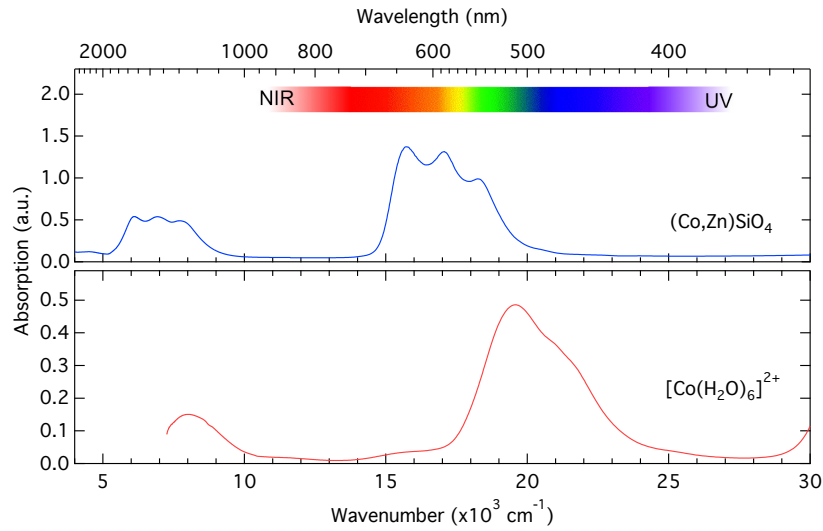 Wavelength (nm)
2000 1000 800 600 500 400
2.0
1.5
1.0
0.5
0.0
NIR
UV
(Co,Zn)SiO₄
Absorption (a.u.)
0.5
0.4
0.3
0.2
0.1
0.0
[Co(H₂O)₆]²⁺
5 10 15 20 25 30
Wavenumber (x10³ cm⁻¹)